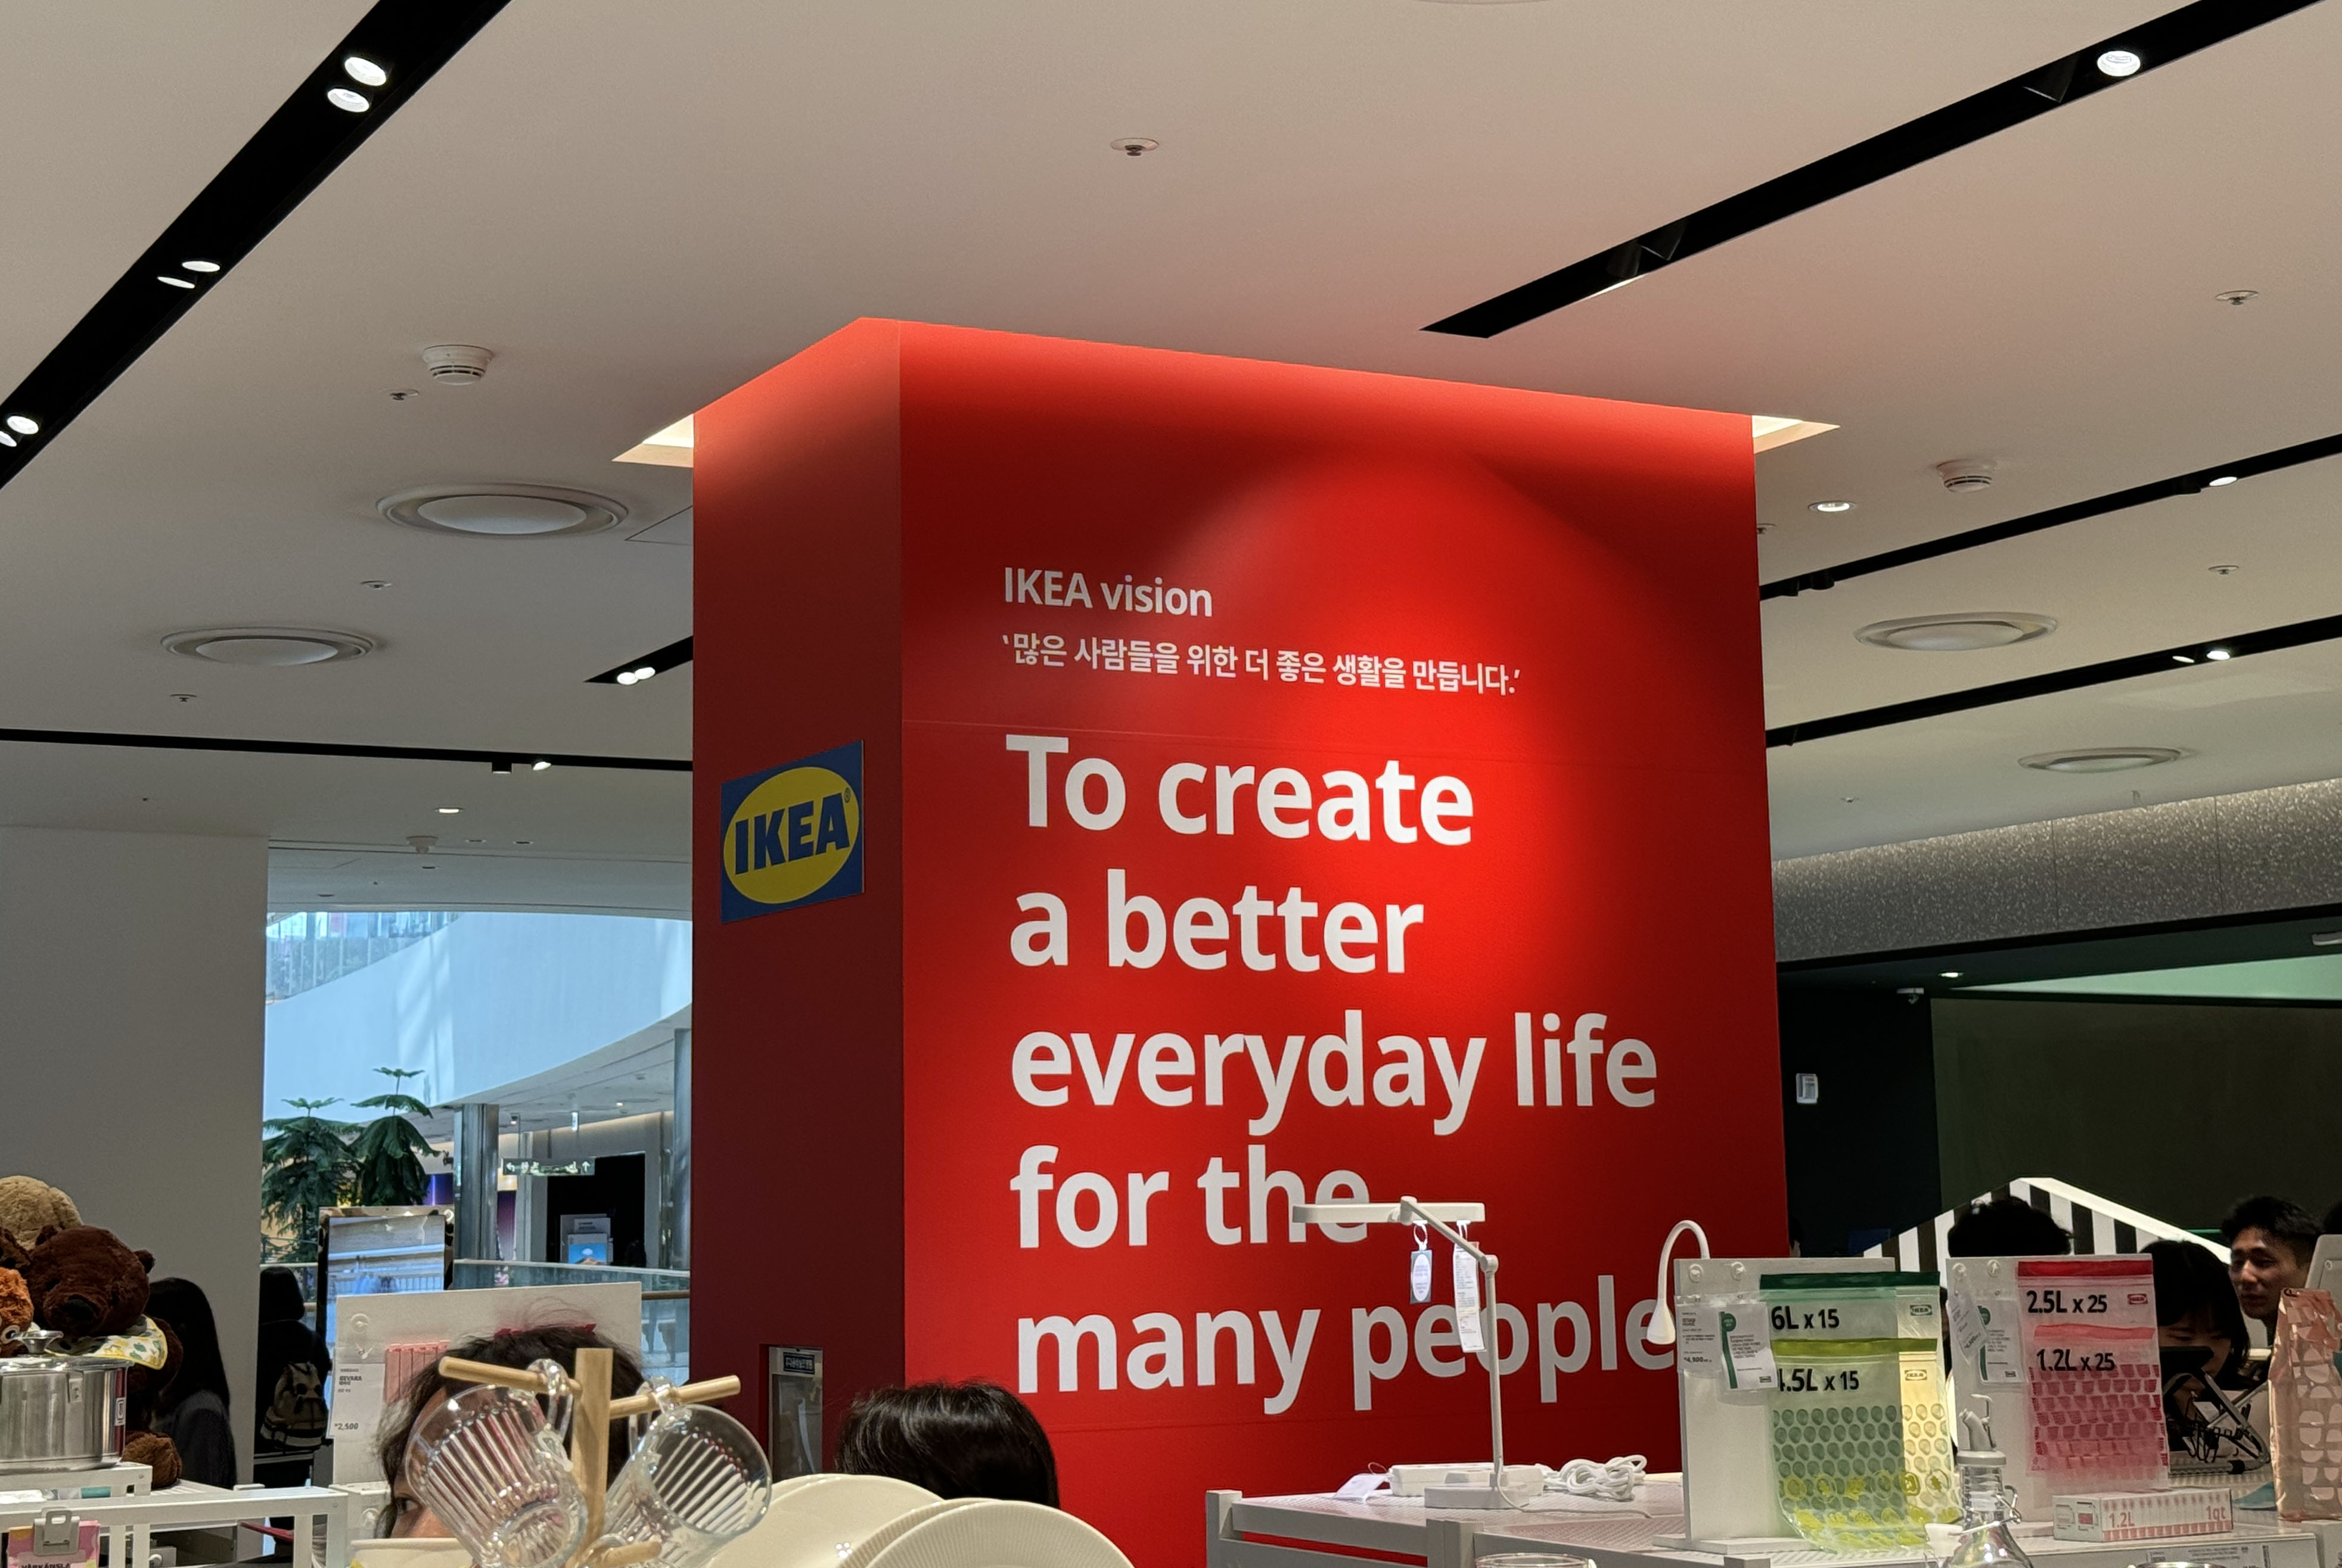 IKEA vision
‘많은 사람들을 위한 더 좋은 생활을 만듭니다.’
To create
a better
everyday life
for the
many people
IKEA®
6L x 15
4.5L x 15
2.5L x 25
1.2L x 25
1.2L 1qt
₩2,500